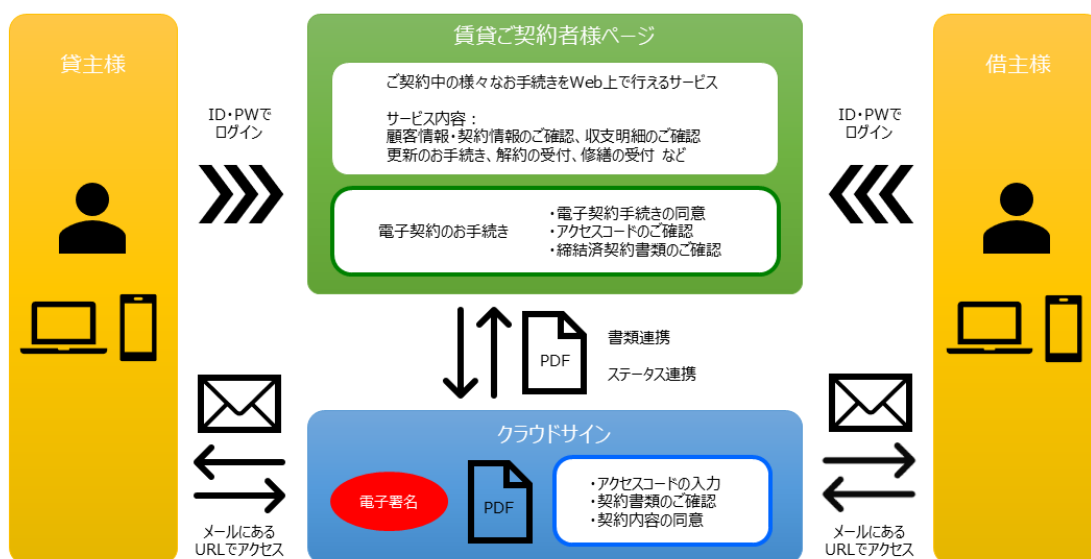 貸主様
ID・PWで
ログイン
メールにある
URLでアクセス
賃貸ご契約者様ページ
ご契約中の様々なお手続きをWeb上で行えるサービス
サービス内容：
顧客情報・契約情報のご確認、収支明細のご確認
更新のお手続き、解約の受付、修繕の受付 など
電子契約のお手続き
・電子契約手続きの同意
・アクセスコードのご確認
・締結済契約書類のご確認
PDF
書類連携
ステータス連携
クラウドサイン
電子署名
PDF
・アクセスコードの入力
・契約書類のご確認
・契約内容の同意
借主様
ID・PWで
ログイン
メールにある
URLでアクセス